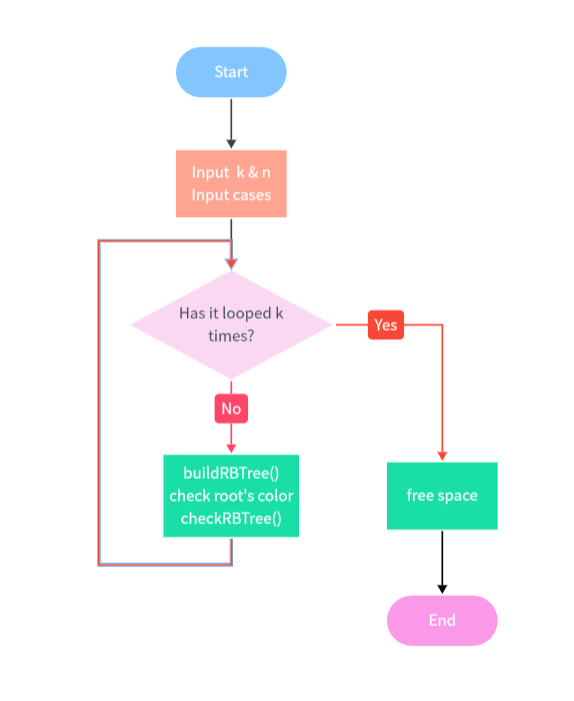 Start
Input k & n
Input cases
Has it looped k
times?
Yes
No
buildRBTree()
check root's color
checkRBTree()
free space
End